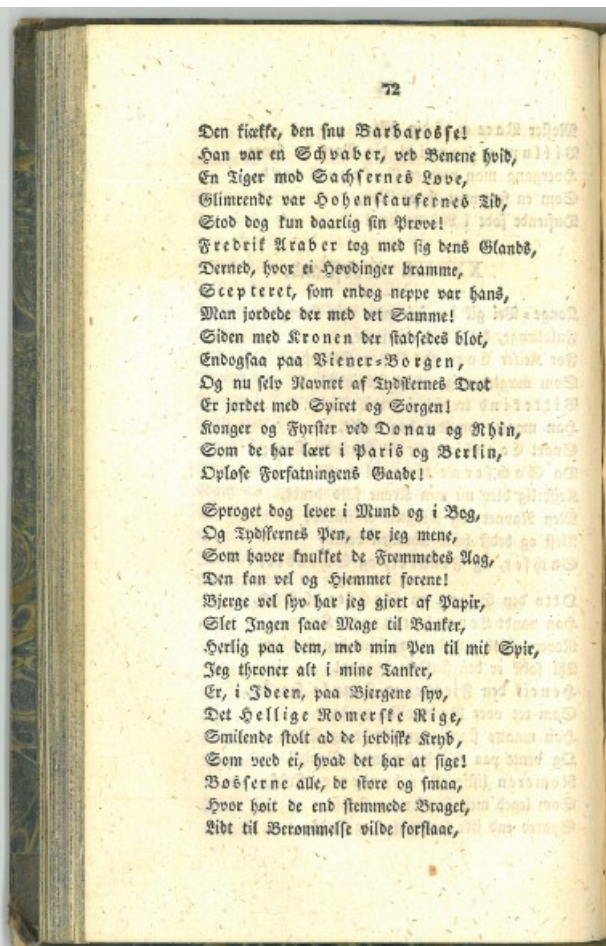 72
Den kiække, den snu Barbarosse!
Han var en Schvaber, ved Benene hvid,
En Tiger mod Sachsernes Løve,
Glimrende var Hohenstaufernes Tid,
Stod dog kun daarlig sin Prøve!
Fredrik Araber tog med sig dens Glands,
Derned, hvor ei Høvdinger bramme,
Scepteret, som endog neppe var hans,
Man jordede der med det Samme!
Siden med Kronen der stadsedes blot,
Endogsaa paa Viener-Borgen,
Og nu selv Navnet af Tydskernes Drot
Er jordet med Spiret og Sorgen!
Konger og Fyrster ved Donau og Rhin,
Som de har lært i Paris og Berlin,
Opløse Forfatningens Gaade!
Sproget dog lever i Mund og i Bog,
Og Tydskernes Pen, tør jeg mene,
Som haver knukket de Fremmedes Aag,
Den kan vel og Hjemmet forene!
Bjerge vel syv har jeg gjort af Papir,
Slet Ingen saae Mage til Banker,
Herlig paa dem, med min Pen til mit Spir,
Jeg throner alt i mine Tanker,
Er, i Ideen, paa Bjergene syv,
Det Hellige Romerske Rige,
Smilende stolt ad de jordiske Kryb,
Som veed ei, hvad det har at sige!
Bøsserne alle, de store og smaa,
Hvor høit de end stemmede Braget,
Lidt til Berømmelse vilde forslaae,